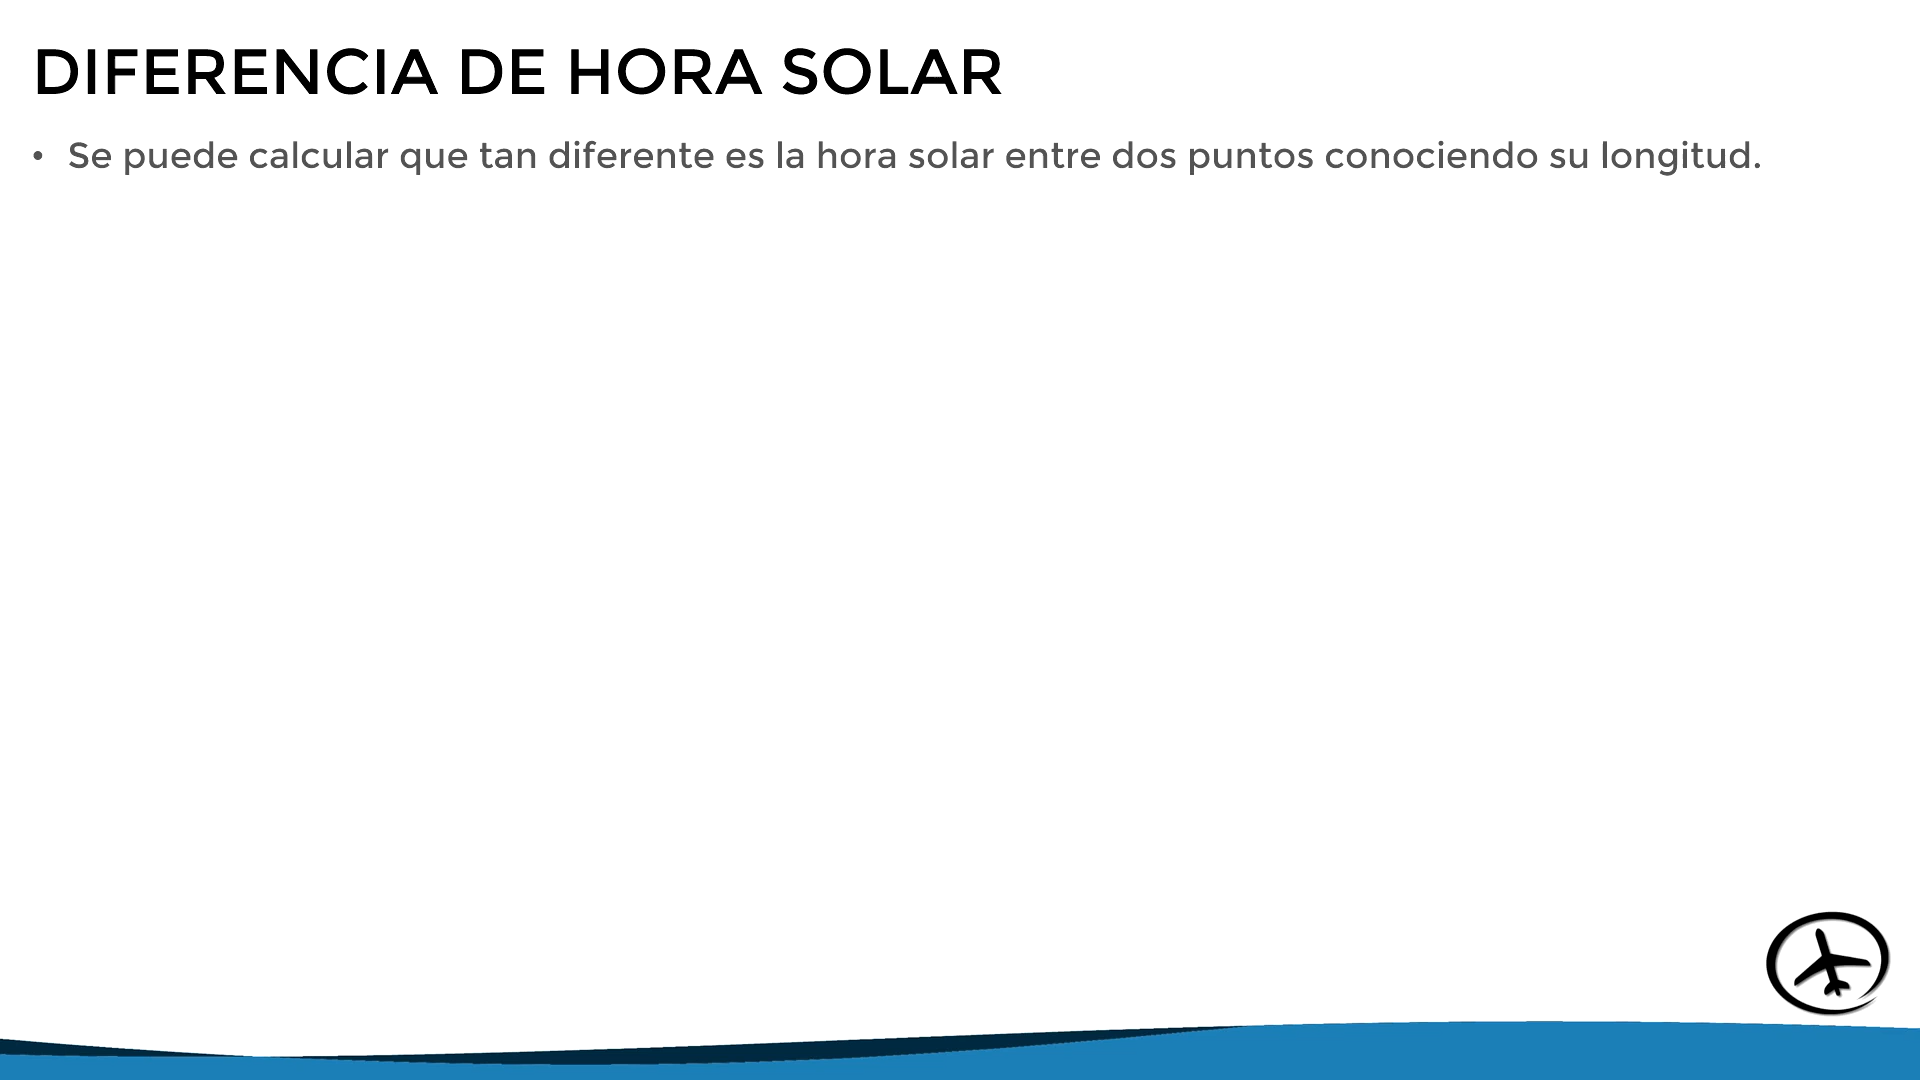 DIFERENCIA DE HORA SOLAR
• Se puede calcular que tan diferente es la hora solar entre dos puntos conociendo su longitud.